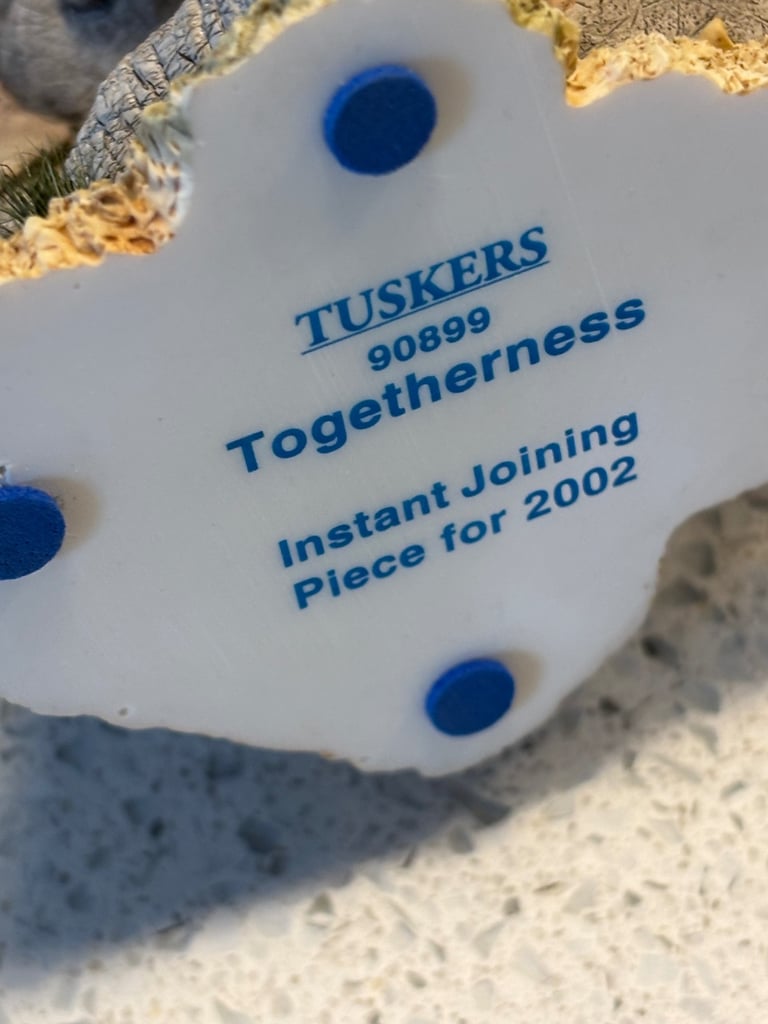 TUSKERS
90899
Togetherness
Instant Joining
Piece for 2002